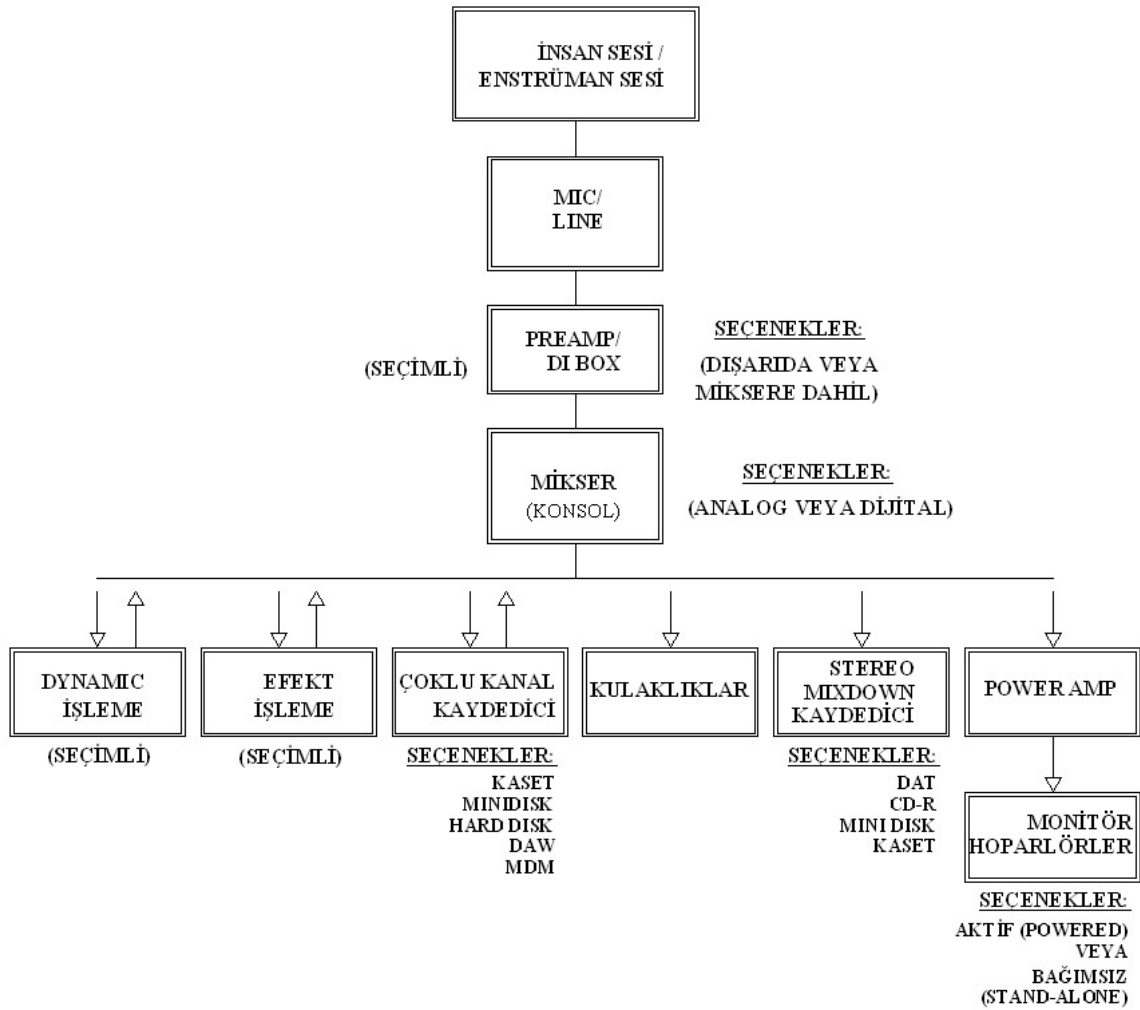 İNSAN SESİ /
ENSTRÜMAN SESİ
MIC/
LINE
PREAMP/
DI BOX
(SEÇİMLİ)
SEÇENEKLER:
(DIŞARIDA VEYA
MİKSERE DAHİL)
MİKSER
(KONSOL)
SEÇENEKLER:
(ANALOG VEYA DİJİTAL)
DYNAMIC
İŞLEME
(SEÇİMLİ)
EFEKT
İŞLEME
(SEÇİMLİ)
ÇOKLU KANAL
KAYDEDİCİ
SEÇENEKLER:
KASET
MINIDISK
HARD DISK
DAW
MDM
KULAKLIKLAR
STEREO
MIXDOWN
KAYDEDİCİ
SEÇENEKLER:
DAT
CD-R
MINI DISK
KASET
POWER AMP
MONİTÖR
HOPARLÖRLER
SEÇENEKLER:
AKTİF (POWERED)
VEYA
BAĞIMSIZ
(STAND-ALONE)